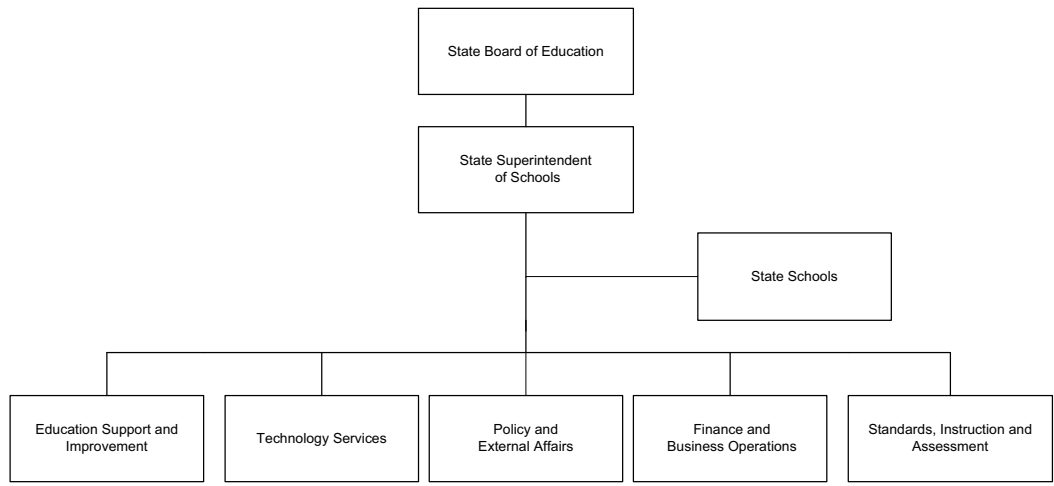 State Board of Education
State Superintendent
of Schools
State Schools
Education Support and
Improvement
Technology Services
Policy and
External Affairs
Finance and
Business Operations
Standards, Instruction and
Assessment